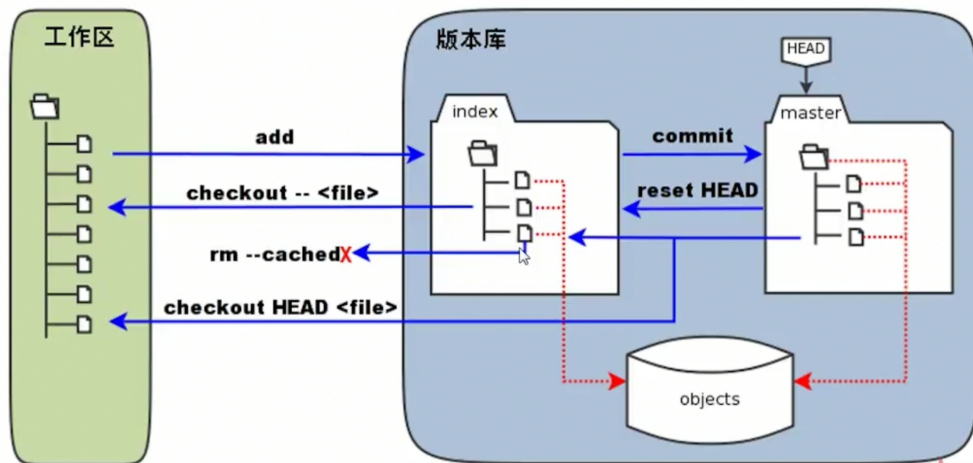 工作区
版本库
HEAD
index
master
add
commit
checkout -- <file>
reset HEAD
rm --cachedX
checkout HEAD <file>
objects